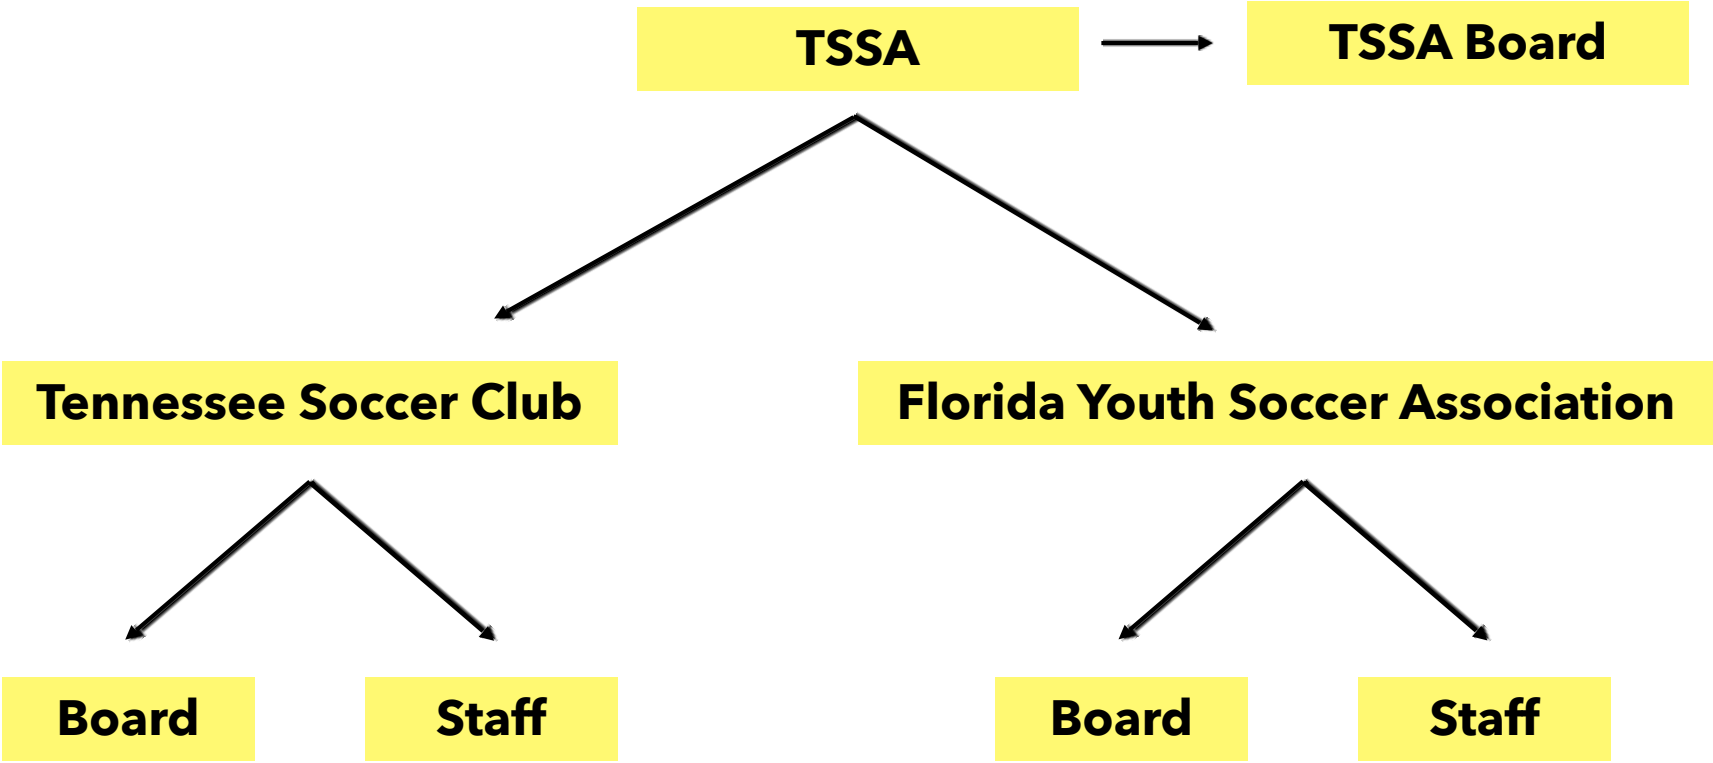 TSSA
TSSA Board
Tennessee Soccer Club
Florida Youth Soccer Association
Board
Staff
Board
Staff